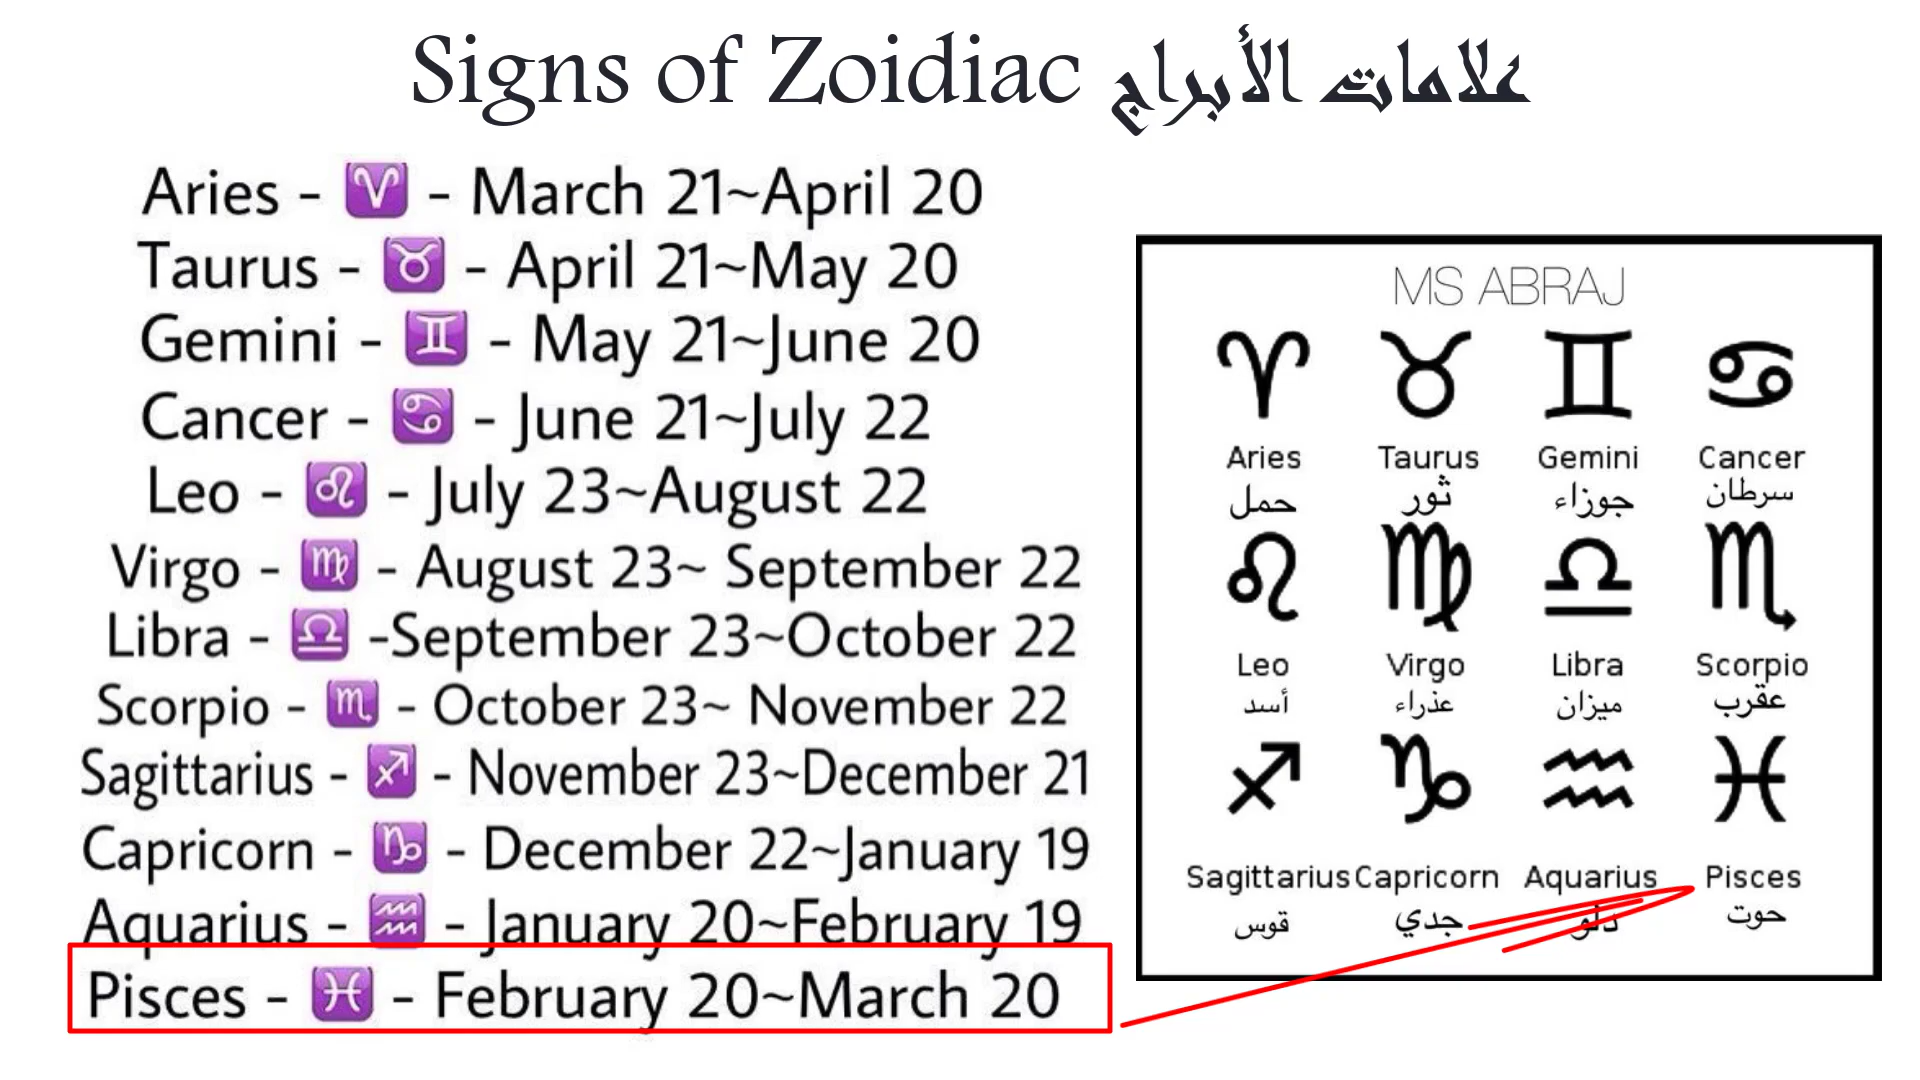 Signs of Zoidiac علامات الأبراج
Aries - ♈ - March 21~April 20
Taurus - ♉ - April 21~May 20
Gemini - ♊ - May 21~June 20
Cancer - ♋ - June 21~July 22
Leo - ♌ - July 23~August 22
Virgo - ♍ - August 23~ September 22
Libra - ♎ -September 23~October 22
Scorpio - ♏ - October 23~ November 22
Sagittarius - ♐ - November 23~December 21
Capricorn - ♑ - December 22~January 19
Aquarius - ♒ - January 20~February 19
Pisces - ♓ - February 20~March 20
MS ABRAJ
Aries Taurus Gemini Cancer
حمل ثور جوزاء سرطان
Leo Virgo Libra Scorpio
أسد عذراء ميزان عقرب
Sagittarius Capricorn Aquarius Pisces
قوس جدي دلو حوت